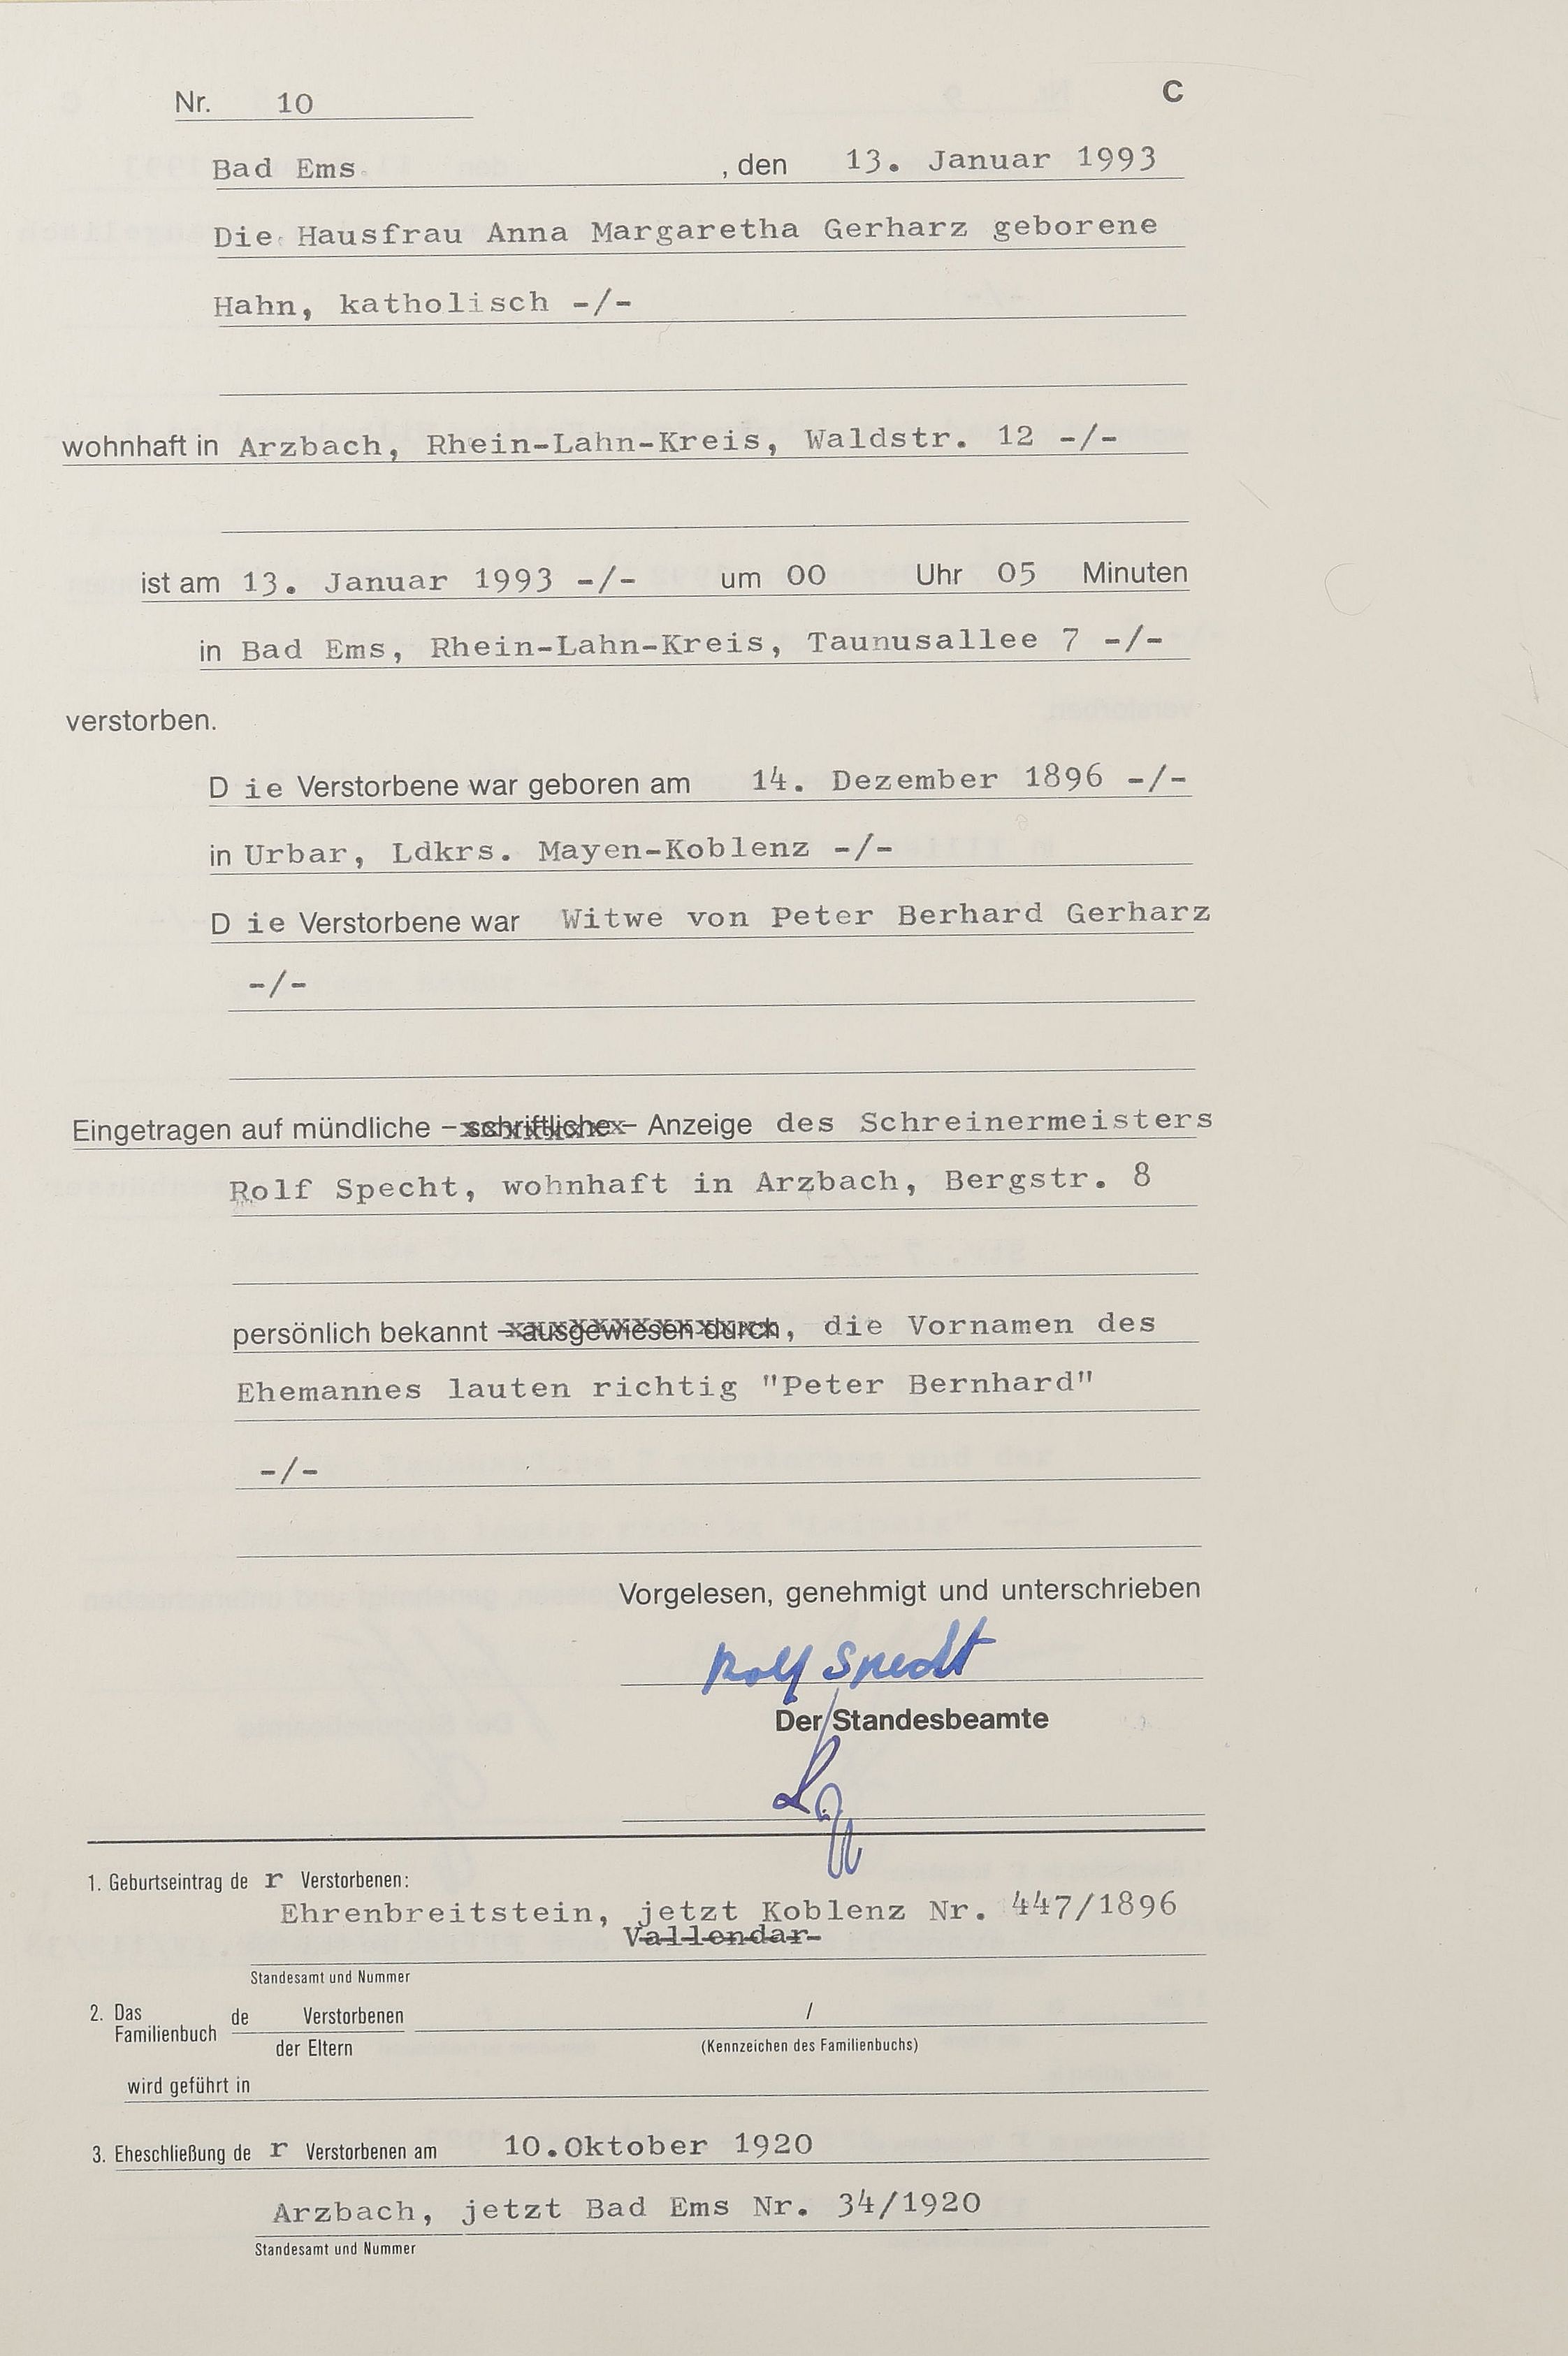 Nr. 10 C
Bad Ems , den 13. Januar 1993
Die Hausfrau Anna Margaretha Gerharz geborene
Hahn, katholisch -/-
wohnhaft in Arzbach, Rhein-Lahn-Kreis, Waldstr. 12 -/-
ist am 13. Januar 1993 -/- um 00 Uhr 05 Minuten
in Bad Ems, Rhein-Lahn-Kreis, Taunusallee 7 -/-
verstorben.
D ie Verstorbene war geboren am 14. Dezember 1896 -/-
in Urbar, Ldkrs. Mayen-Koblenz -/-
D ie Verstorbene war Witwe von Peter Berhard Gerharz
-/-
Eingetragen auf mündliche - schriftliche - Anzeige des Schreinermeisters
Rolf Specht, wohnhaft in Arzbach, Bergstr. 8
persönlich bekannt - ausgewiesen durch, die Vornamen des
Ehemannes lauten richtig "Peter Bernhard"
-/-
Vorgelesen, genehmigt und unterschrieben
Rolf Specht
Der Standesbeamte
1. Geburtseintrag de r Verstorbenen:
Ehrenbreitstein, jetzt Koblenz Nr. 447/1896
Vallendar
Standesamt und Nummer
2. Das Familienbuch de Verstorbenen /
der Eltern (Kennzeichen des Familienbuchs)
wird geführt in
3. Eheschließung de r Verstorbenen am 10.Oktober 1920
Arzbach, jetzt Bad Ems Nr. 34/1920
Standesamt und Nummer